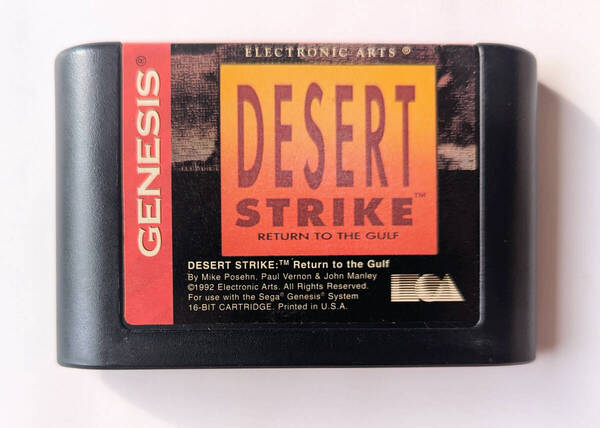 ELECTRONIC ARTS®
GENESIS®
DESERT
STRIKE™
RETURN TO THE GULF
DESERT STRIKE:™ Return to the Gulf
By Mike Posehn, Paul Vernon & John Manley
©1992 Electronic Arts. All Rights Reserved.
For use with the Sega® Genesis® System
16-BIT CARTRIDGE. Printed in U.S.A.
EA